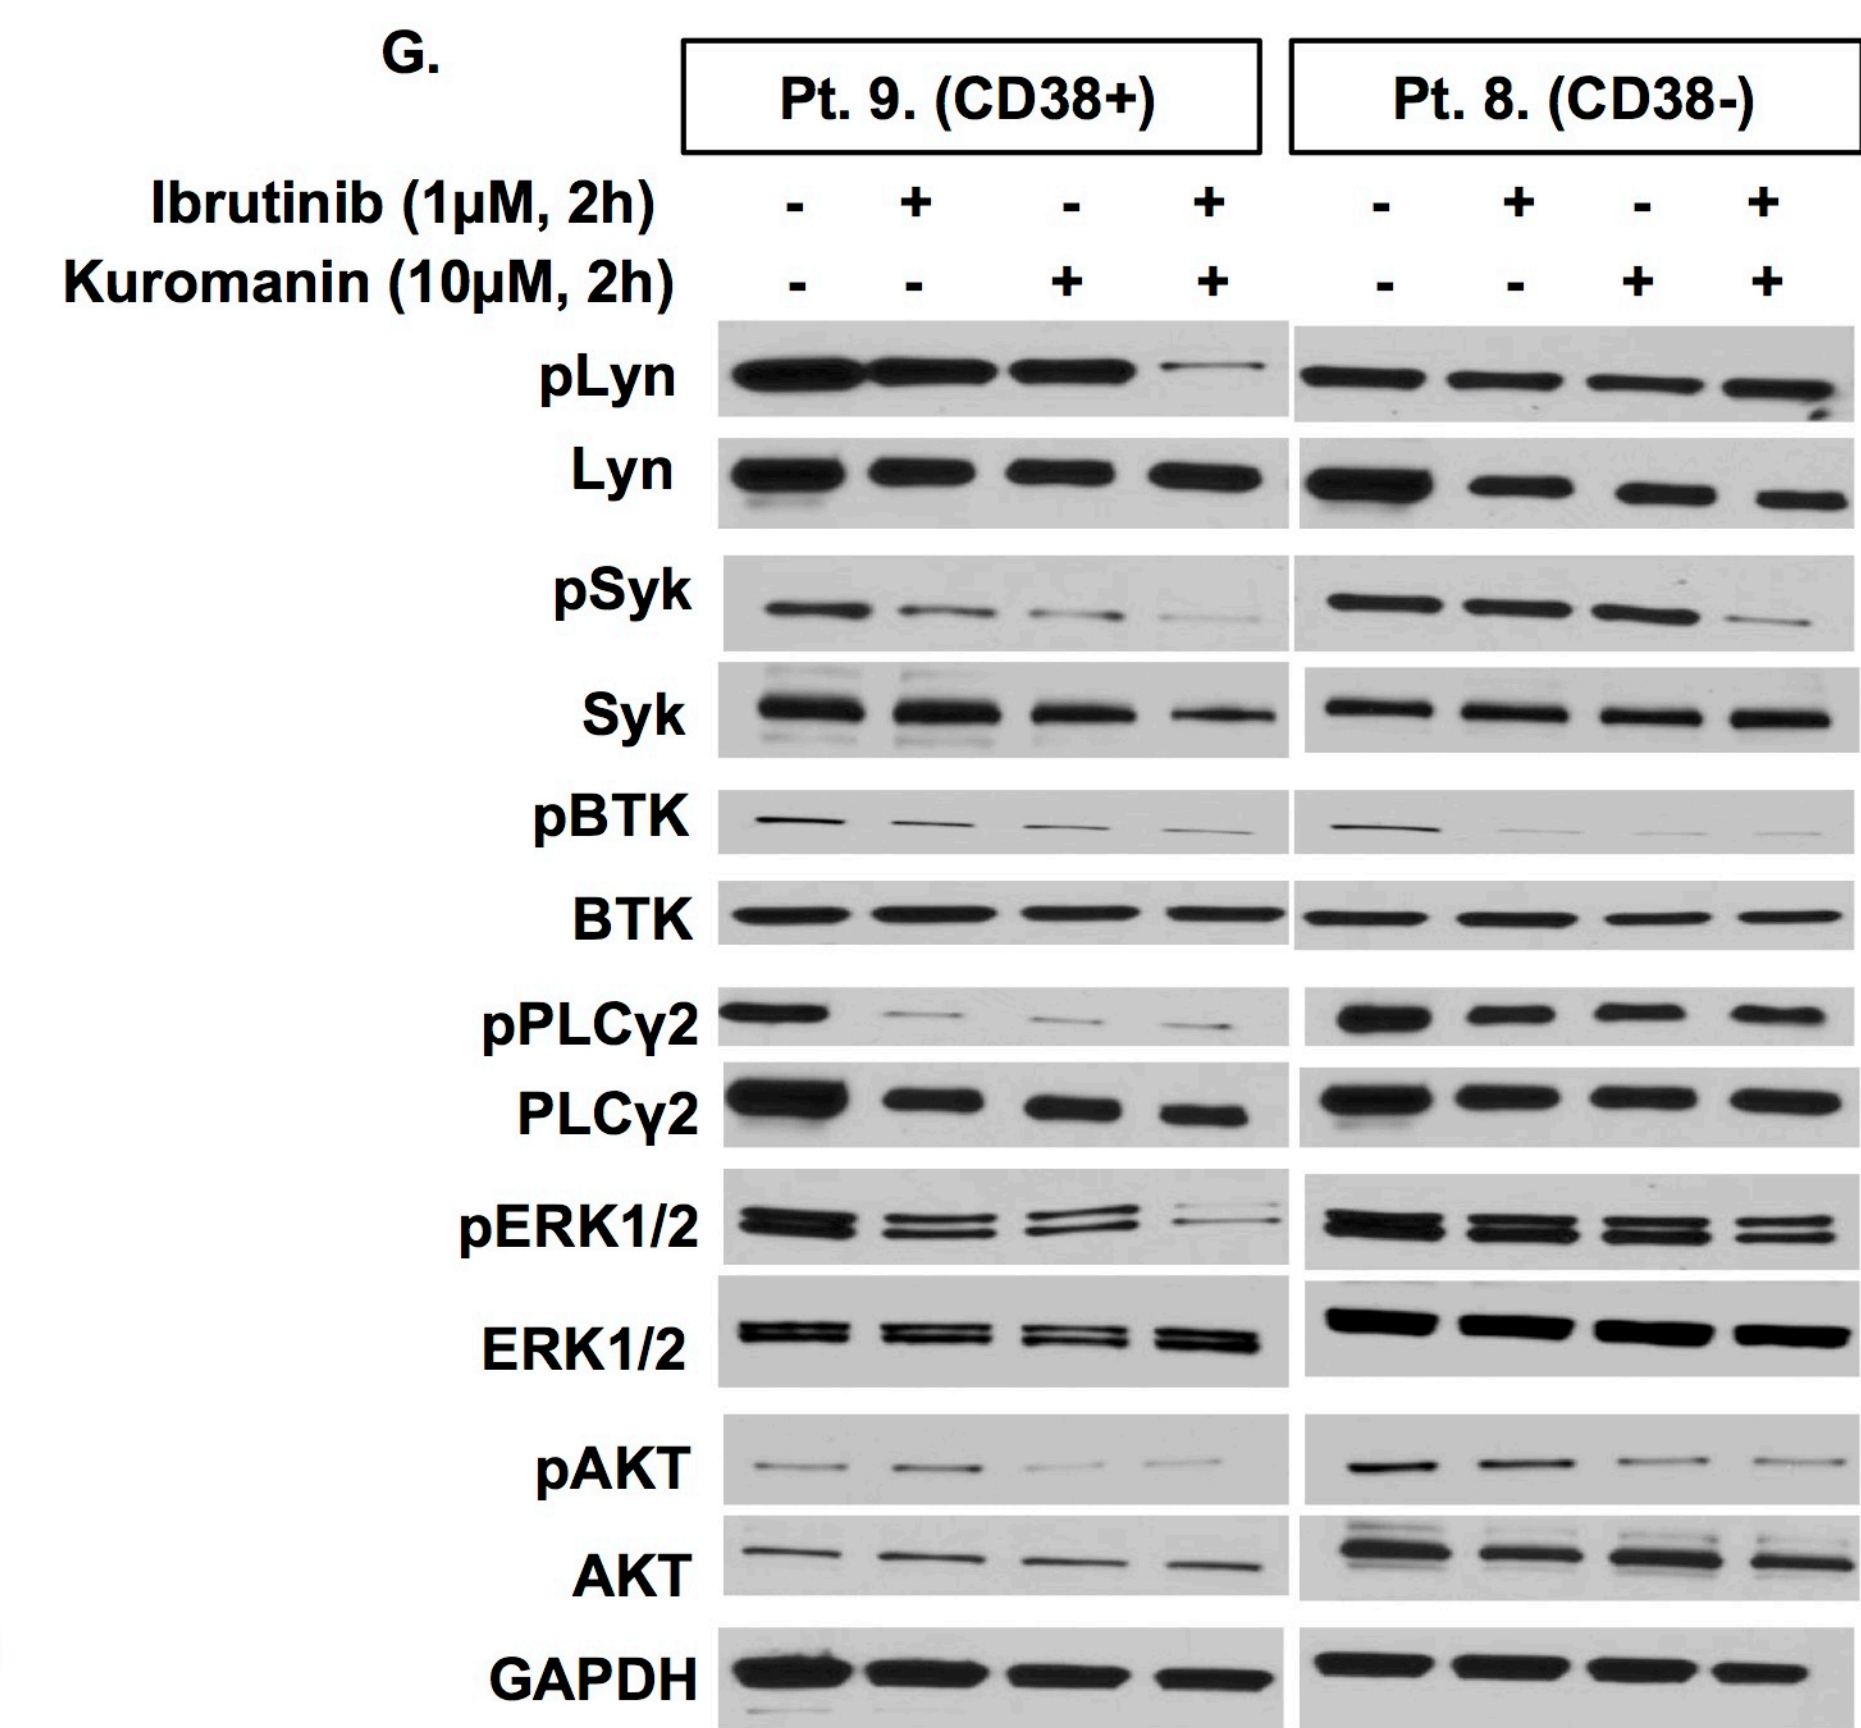 G.
Pt. 9. (CD38+) Pt. 8. (CD38-)
Ibrutinib (1µM, 2h) - + - + - + - +
Kuromanin (10µM, 2h) - - + + - - + +
pLyn
Lyn
pSyk
Syk
pBTK
BTK
pPLCγ2
PLCγ2
pERK1/2
ERK1/2
pAKT
AKT
GAPDH